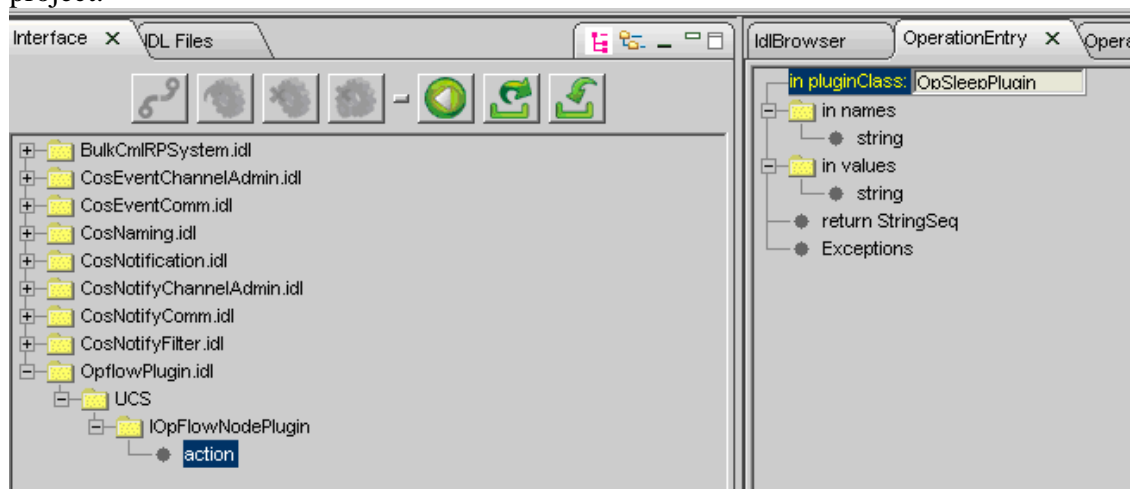 project.
Interface
IDL Files
BulkCmIRPSystem.idl
CosEventChannelAdmin.idl
CosEventComm.idl
CosNaming.idl
CosNotification.idl
CosNotifyChannelAdmin.idl
CosNotifyComm.idl
CosNotifyFilter.idl
OpflowPlugin.idl
UCS
IOpFlowNodePlugin
action
IdlBrowser
OperationEntry
Opera
in pluginClass: OpSleepPlugin
in names
string
in values
string
return StringSeq
Exceptions